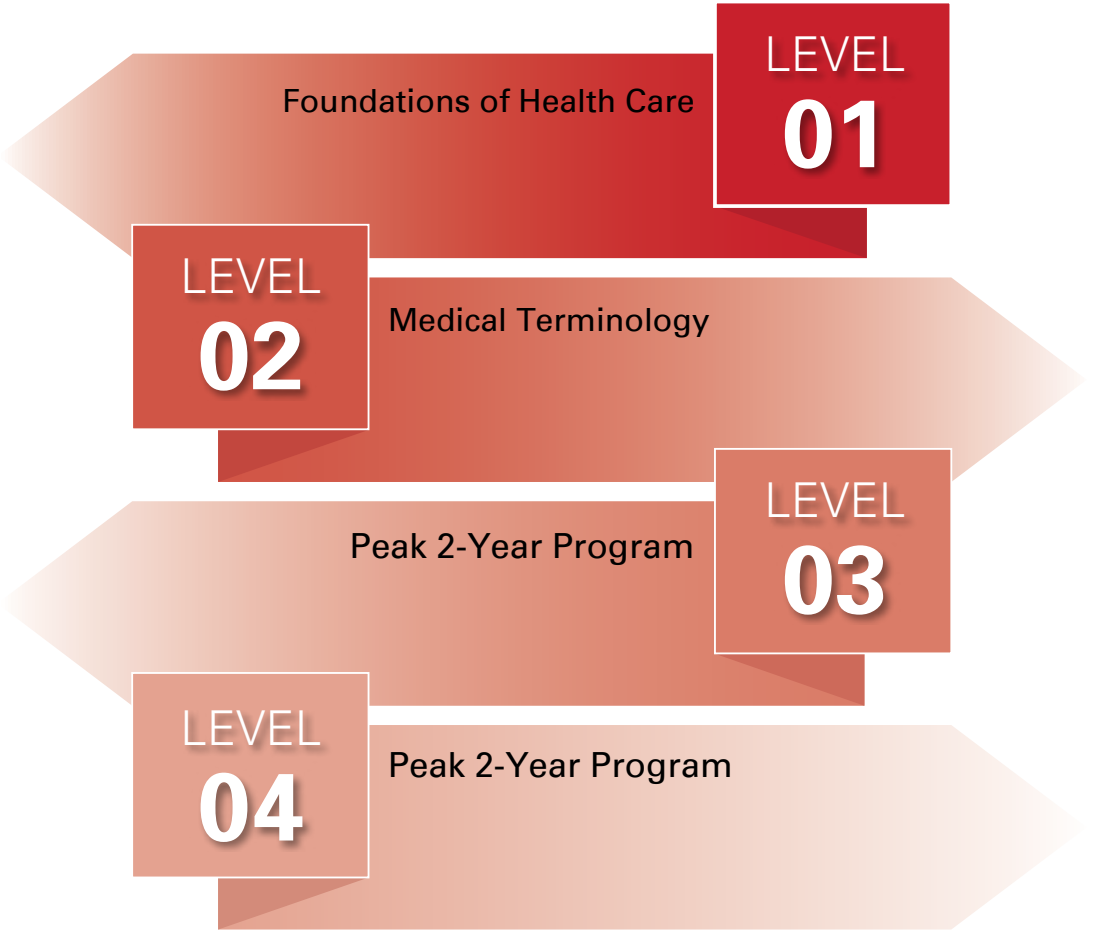 Foundations of Health Care
LEVEL
01
LEVEL
02
Medical Terminology
Peak 2-Year Program
LEVEL
03
LEVEL
04
Peak 2-Year Program